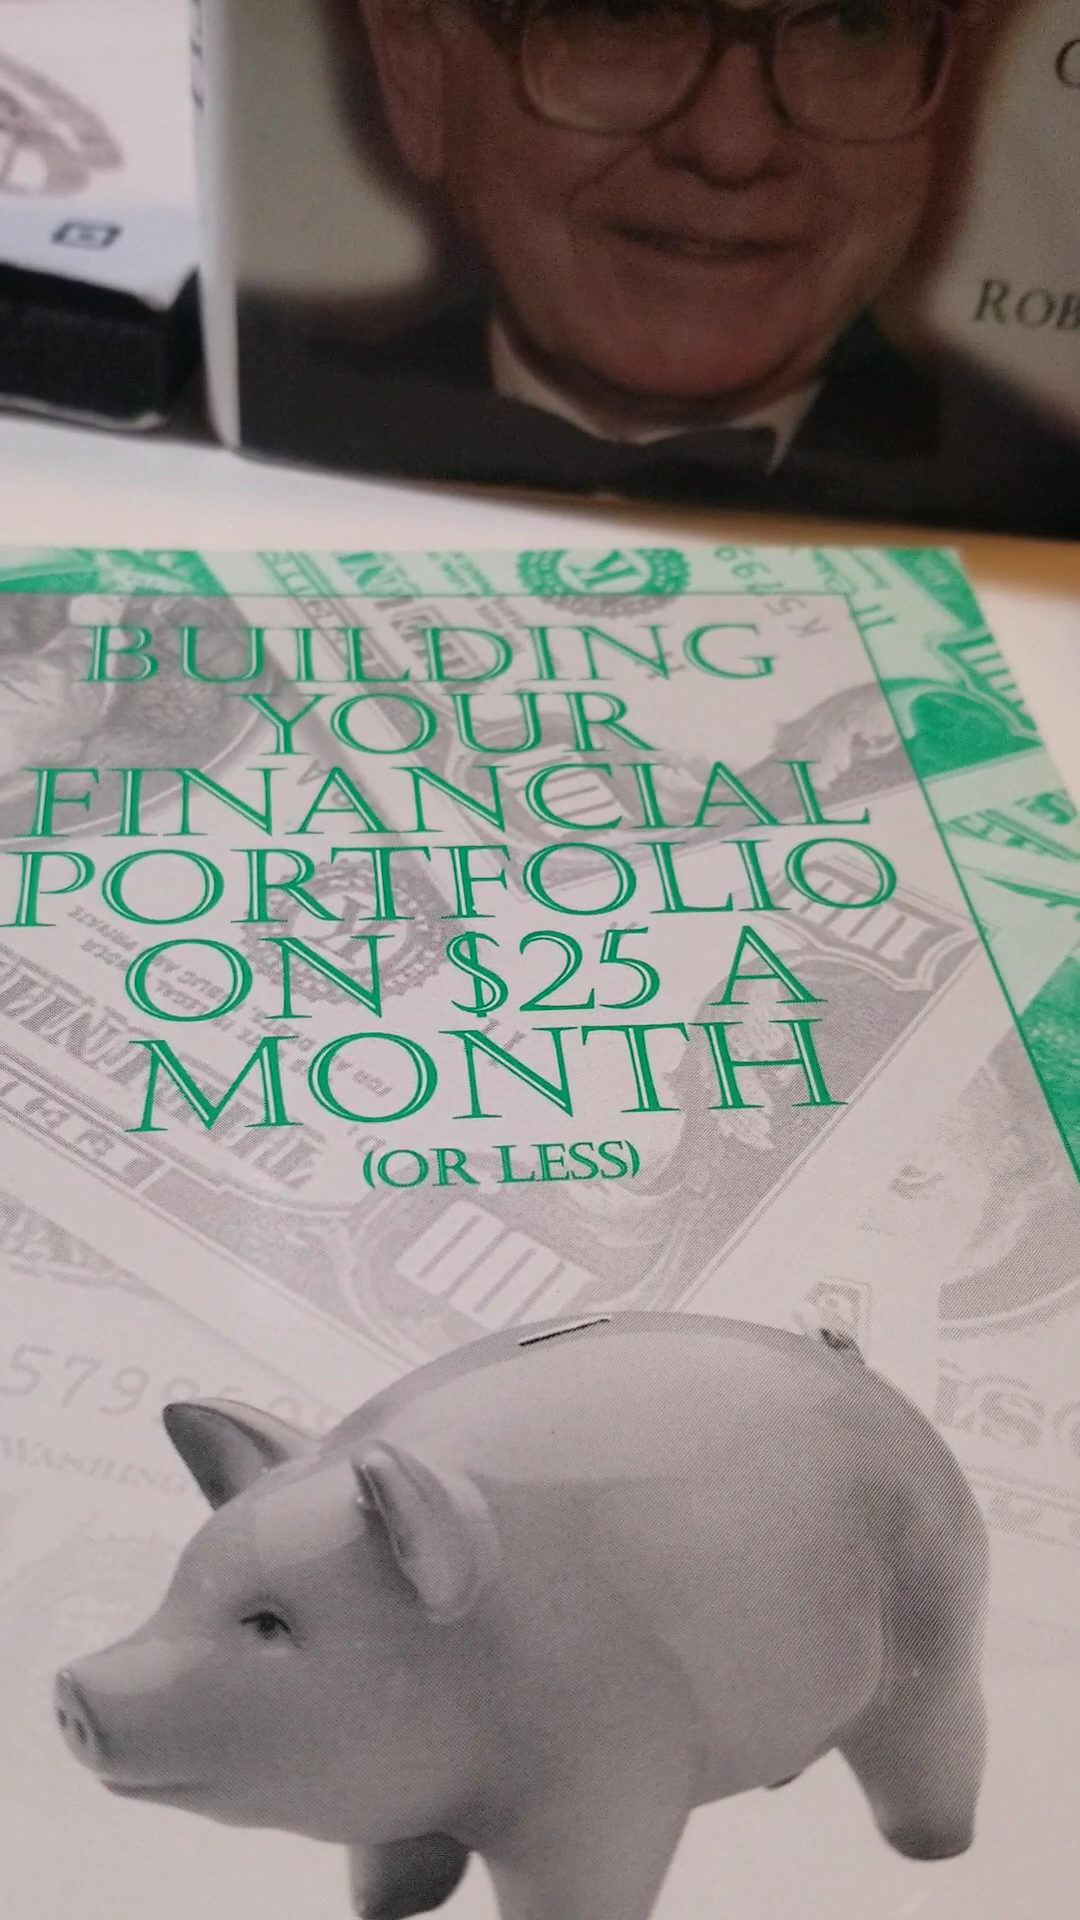 ROB
BUILDING
YOUR
FINANCIAL
PORTFOLIO
ON $25 A
MONTH
(OR LESS)